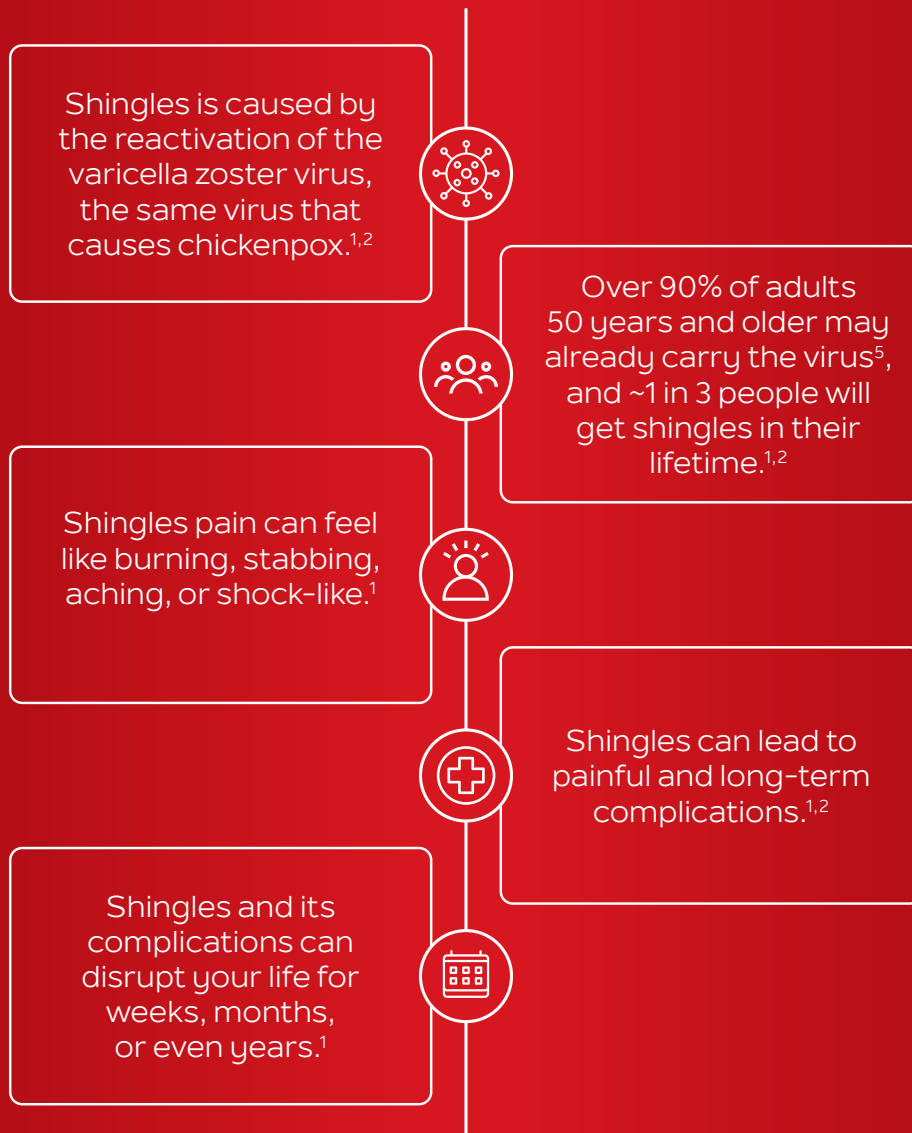 Shingles is caused by
the reactivation of the
varicella zoster virus,
the same virus that
causes chickenpox.1,2
Over 90% of adults
50 years and older may
already carry the virus5,
and ~1 in 3 people will
get shingles in their
lifetime.1,2
Shingles pain can feel
like burning, stabbing,
aching, or shock-like.1
Shingles can lead to
painful and long-term
complications.1,2
Shingles and its
complications can
disrupt your life for
weeks, months,
or even years.1